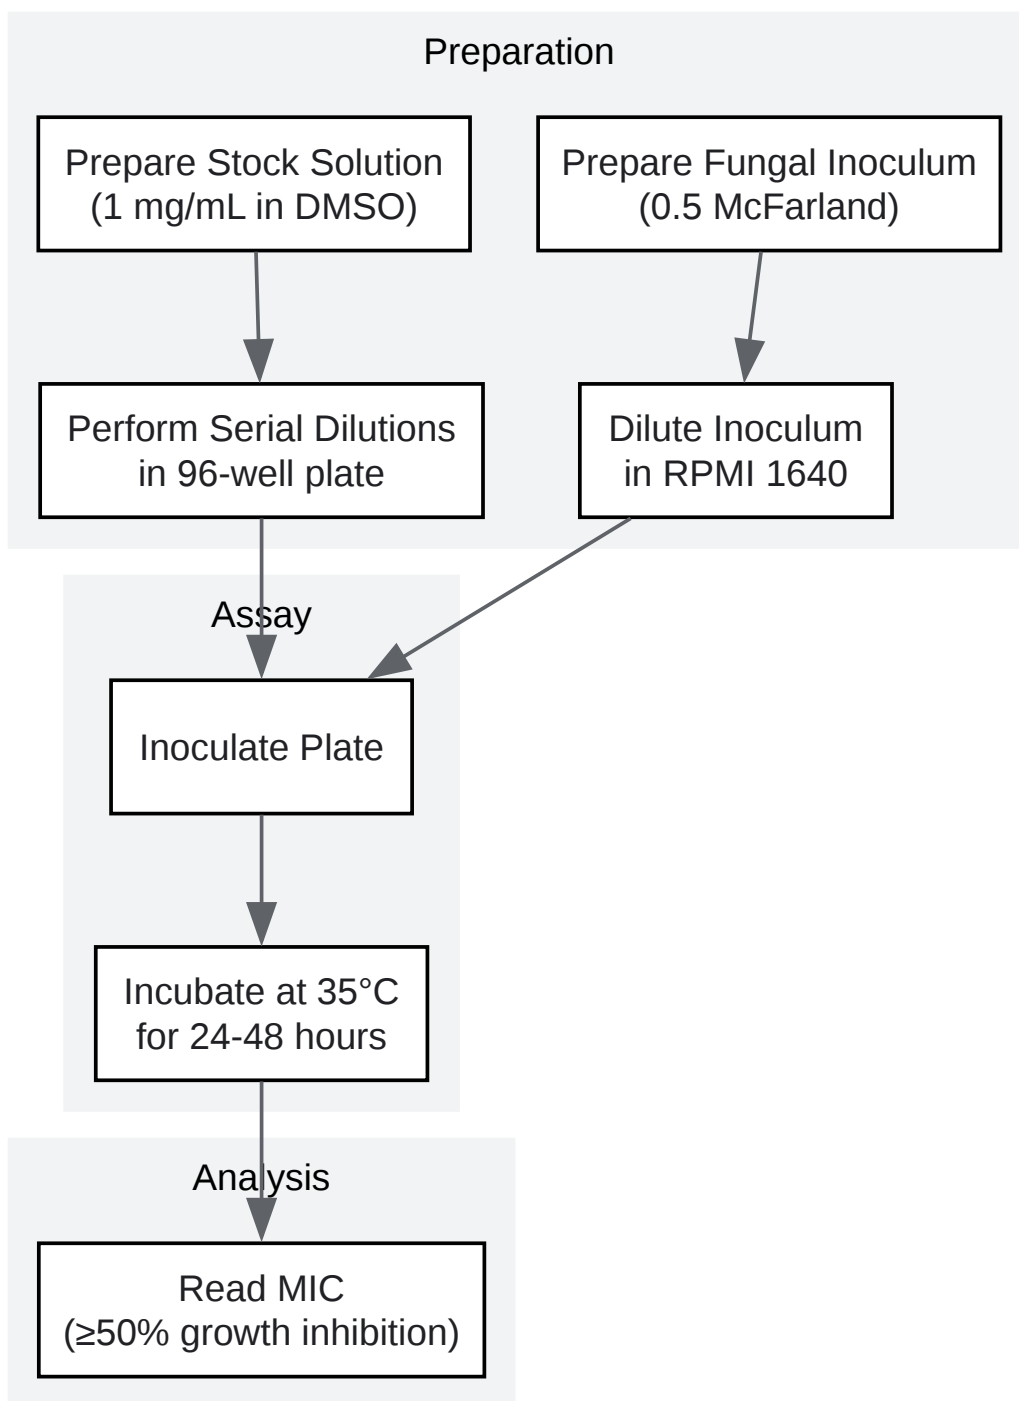 Preparation
Prepare Stock Solution
(1 mg/mL in DMSO)
Prepare Fungal Inoculum
(0.5 McFarland)
Perform Serial Dilutions
in 96-well plate
Dilute Inoculum
in RPMI 1640
Assay
Inoculate Plate
Incubate at 35°C
for 24-48 hours
Analysis
Read MIC
(≥50% growth inhibition)